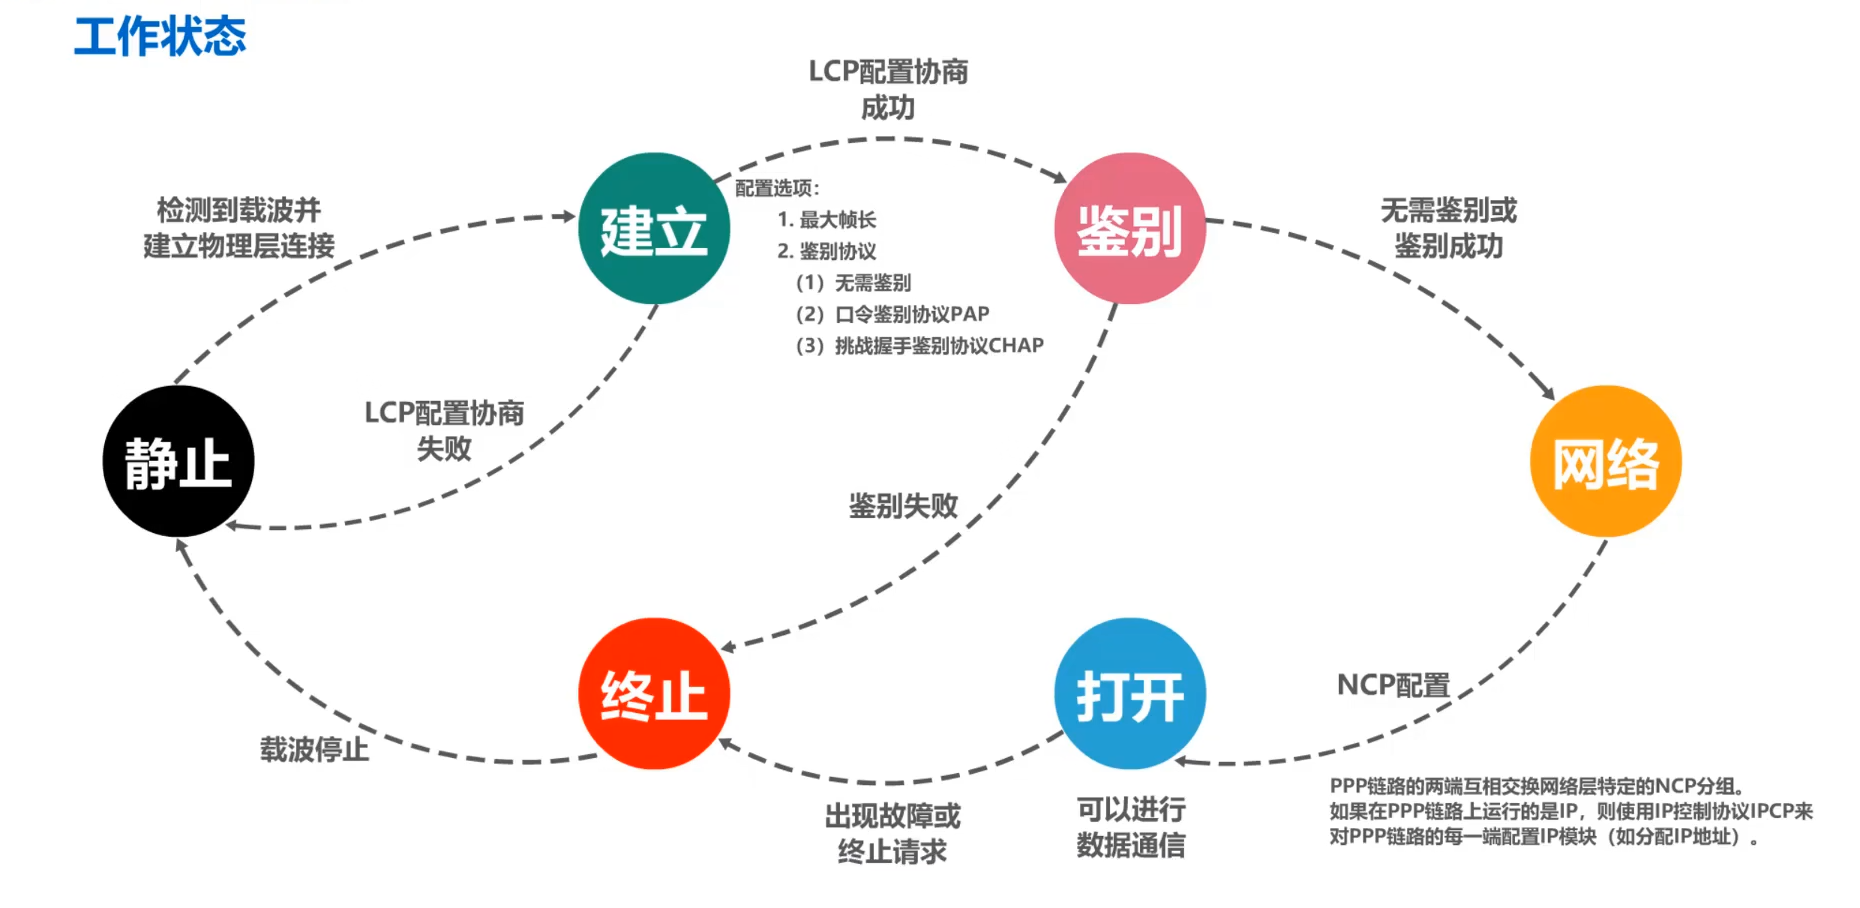 工作状态
LCP配置协商
成功
检测到载波并
建立物理层连接
建立
配置选项：
1. 最大帧长
2. 鉴别协议
（1）无需鉴别
（2）口令鉴别协议PAP
（3）挑战握手鉴别协议CHAP
鉴别
无需鉴别或
鉴别成功
静止
LCP配置协商
失败
鉴别失败
网络
终止
打开
NCP配置
载波停止
出现故障或
终止请求
可以进行
数据通信
PPP链路的两端互相交换网络层特定的NCP分组。
如果在PPP链路上运行的是IP，则使用IP控制协议IPCP来
对PPP链路的每一端配置IP模块（如分配IP地址）。